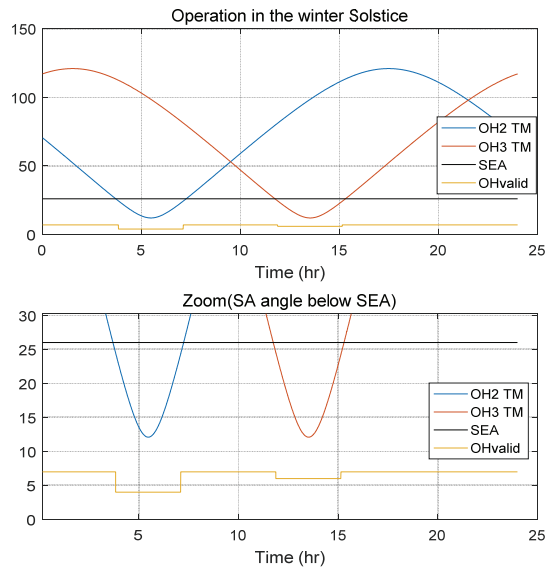 Operation in the winter Solstice
150
100
50
0
OH2 TM
OH3 TM
SEA
OHvalid
0 5 10 15 20 25
Time (hr)
Zoom(SA angle below SEA)
30
25
20
15
10
5
0
OH2 TM
OH3 TM
SEA
OHvalid
5 10 15 20 25
Time (hr)